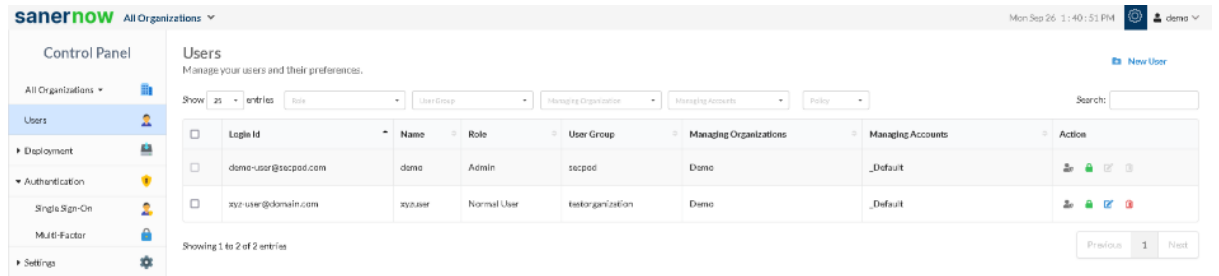 sanernow All Organizations Mon Sep 26 1:40:51 PM demo
Control Panel
All Organizations
Users
Deployment
Authentication
Single Sign-On
Multi-Factor
Settings
Users
Manage your users and their preferences.
New User
Show 25 entries Role User Group Managing Organization Managing Accounts Policy Search:
Login Id Name Role User Group Managing Organizations Managing Accounts Action
demo-user@secpod.com demo Admin secpod Demo _Default
xyz-user@domain.com xyzuser Normal User testorganization Demo _Default
Showing 1 to 2 of 2 entries
Previous 1 Next